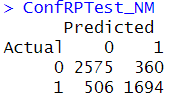 > ConfRPTest_NM
Predicted
Actual 0 1
0 2575 360
1 506 1694